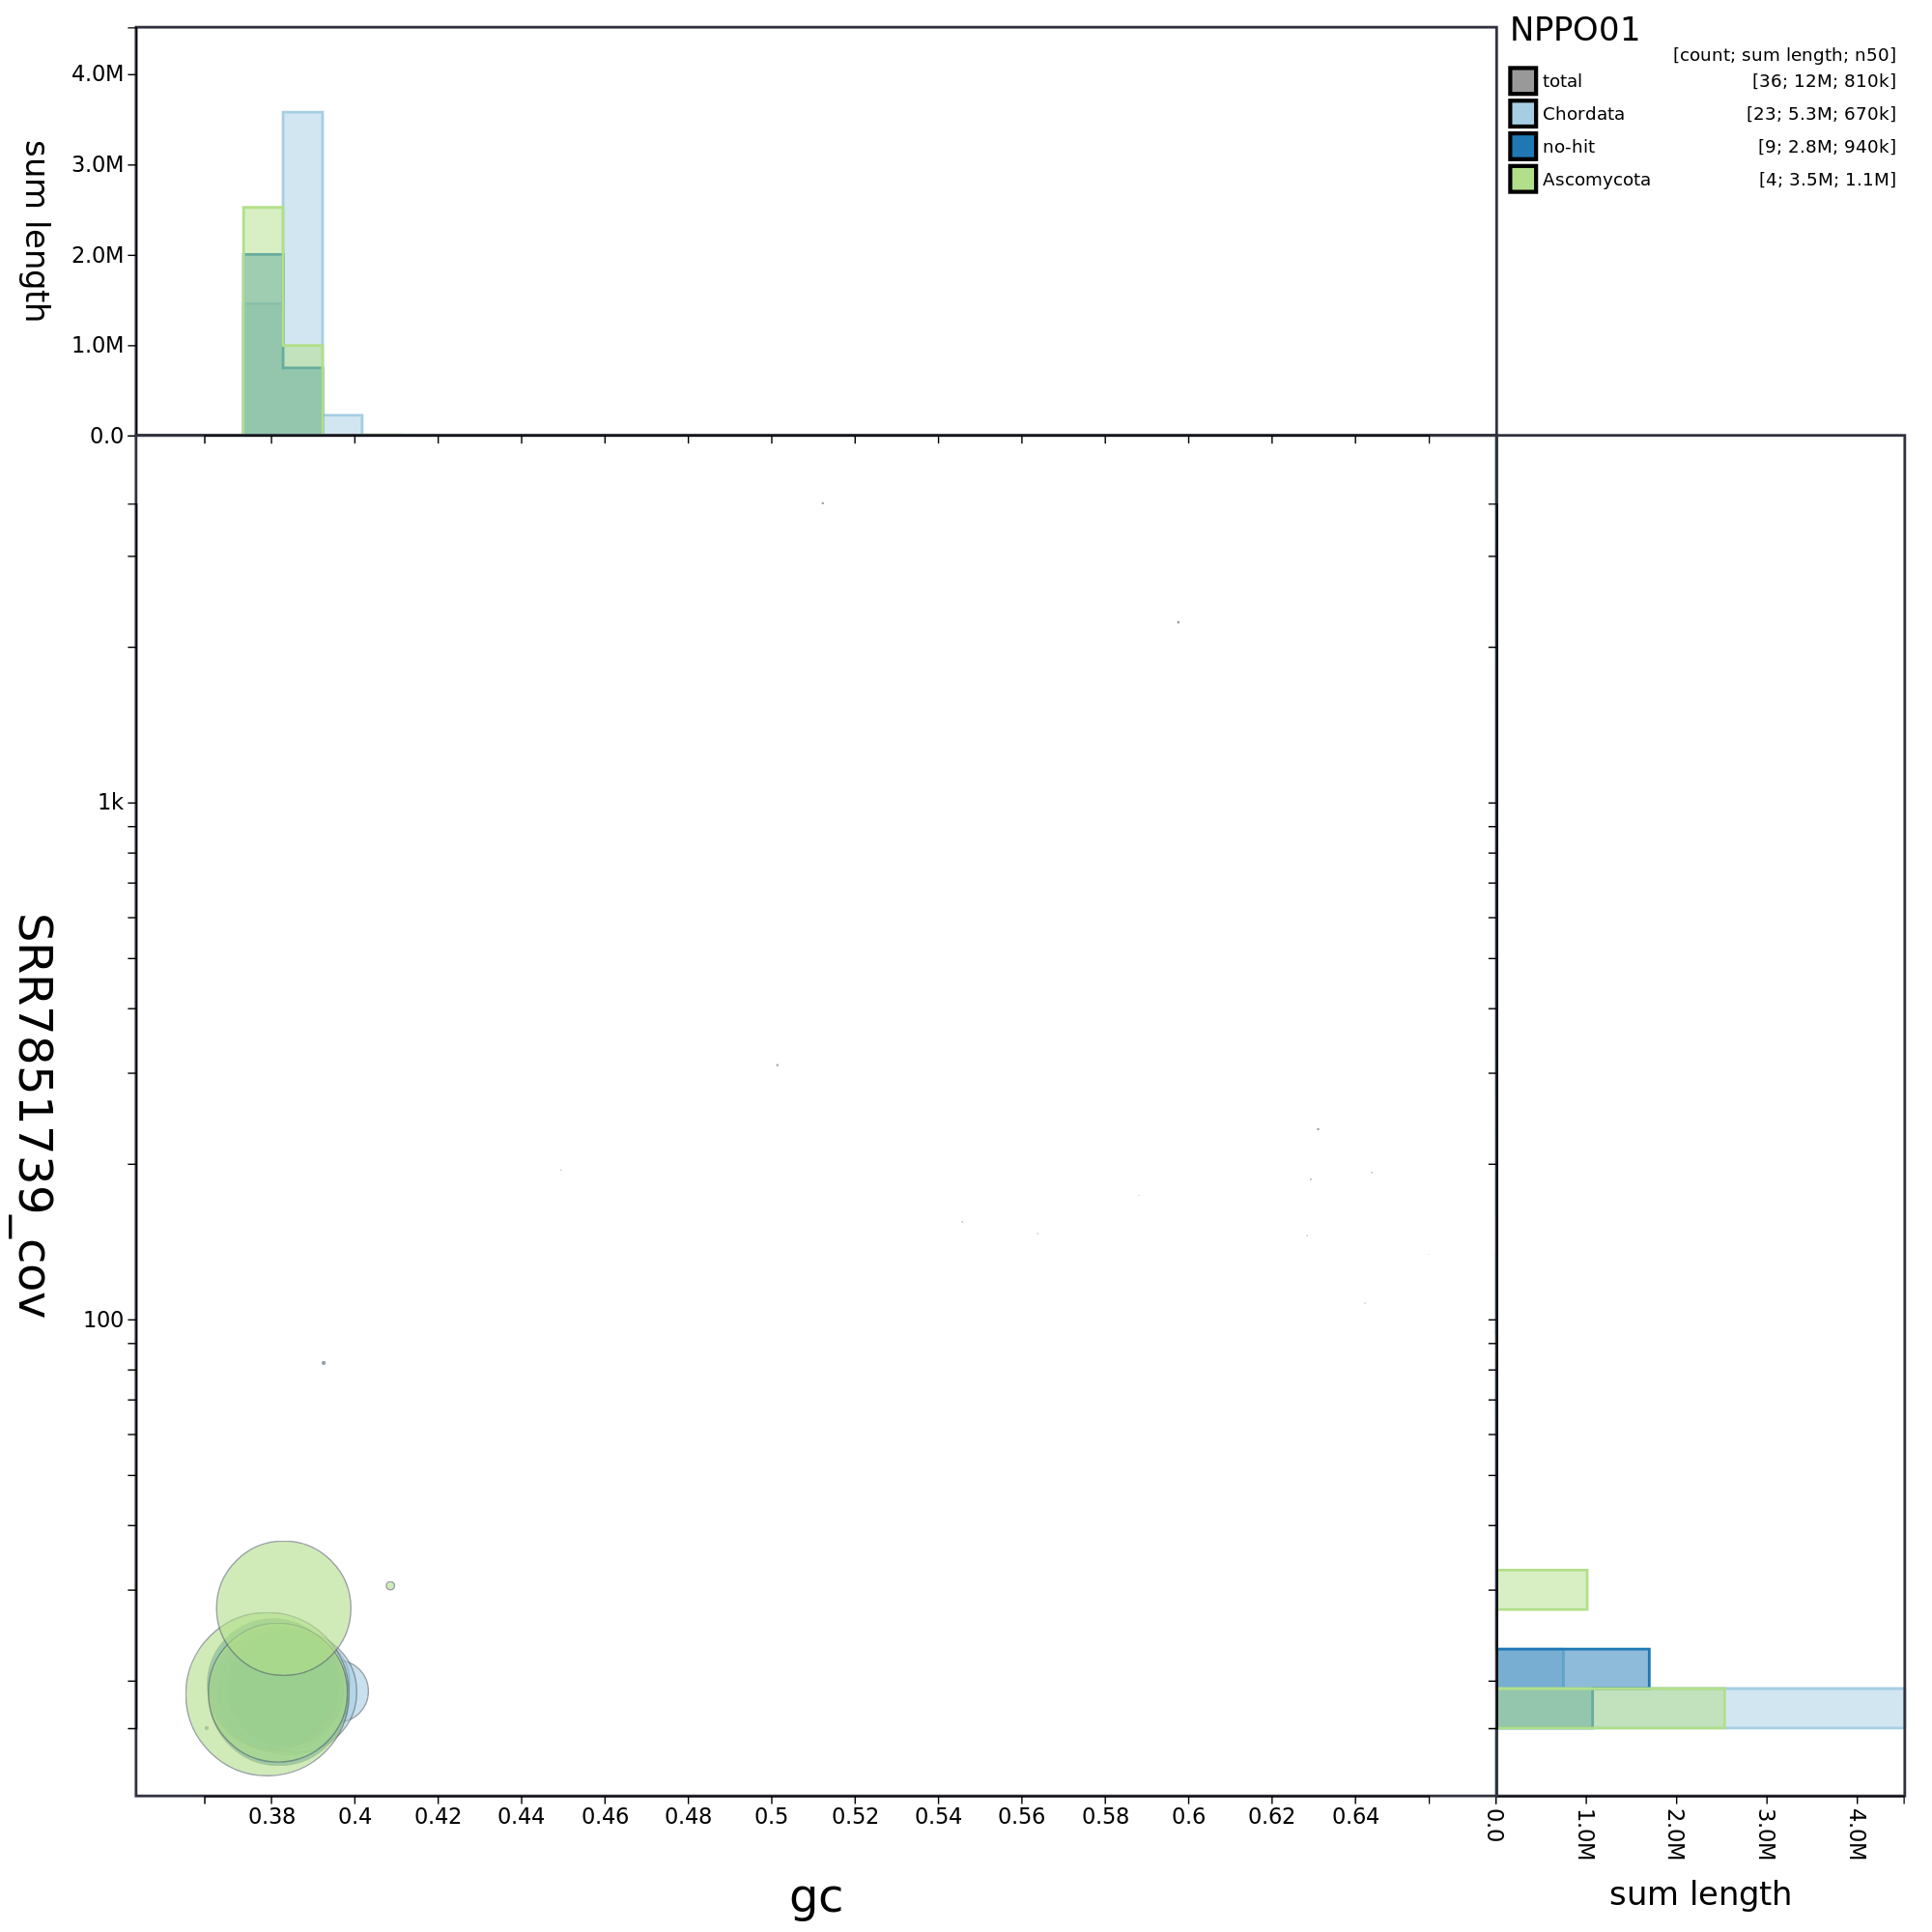 NPPO01
[count; sum length; n50]
total [36; 12M; 810k]
Chordata [23; 5.3M; 670k]
no-hit [9; 2.8M; 940k]
Ascomycota [4; 3.5M; 1.1M]
sum length
4.0M
3.0M
2.0M
1.0M
0.0
SRR7851739_cov
1k
100
0.38 0.4 0.42 0.44 0.46 0.48 0.5 0.52 0.54 0.56 0.58 0.6 0.62 0.64
gc
0.0 1.0M 2.0M 3.0M 4.0M
sum length